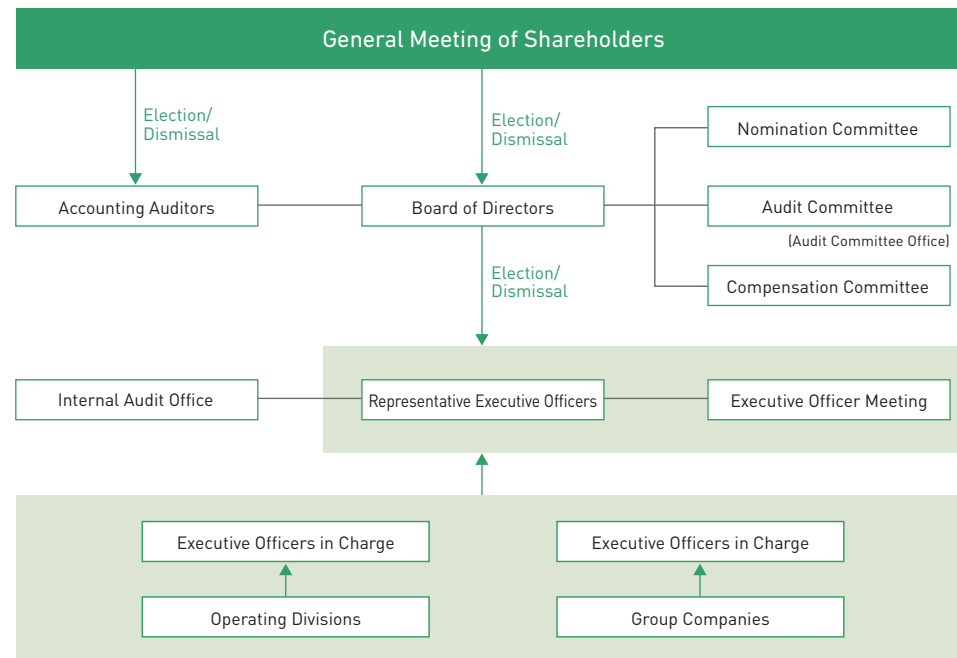 General Meeting of Shareholders
Election/
Dismissal
Election/
Dismissal
Nomination Committee
Accounting Auditors
Board of Directors
Audit Committee
(Audit Committee Office)
Election/
Dismissal
Compensation Committee
Internal Audit Office
Representative Executive Officers
Executive Officer Meeting
Executive Officers in Charge
Executive Officers in Charge
Operating Divisions
Group Companies